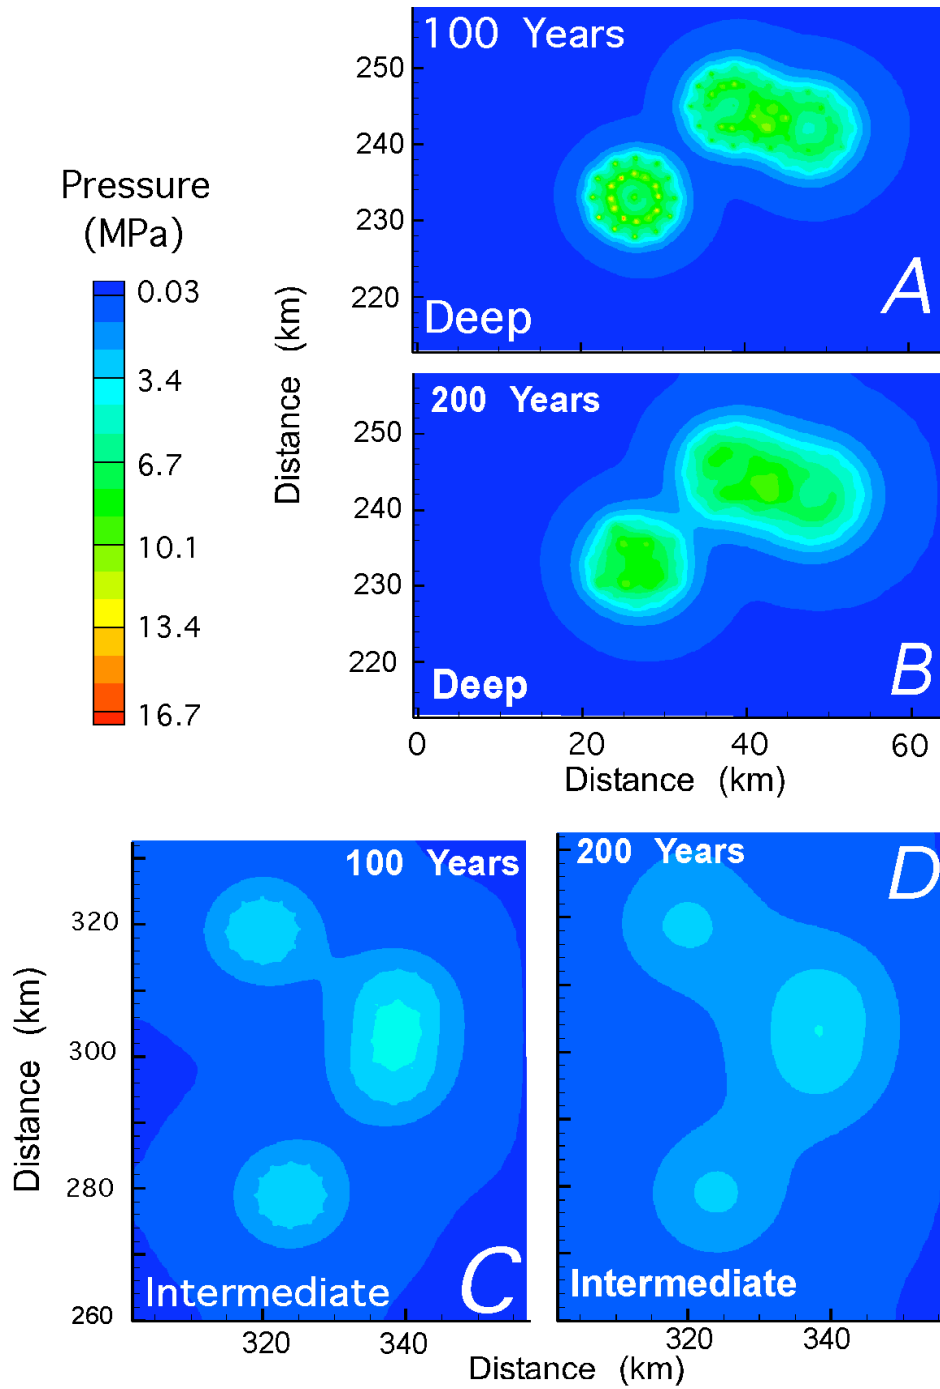 100 Years
250
240
230
220
Deep
A
Pressure
(MPa)
0.03
3.4
6.7
10.1
13.4
16.7
Distance (km)
200 Years
250
240
230
220
Deep
B
0 20 40 60
Distance (km)
100 Years
320
300
280
260
Distance (km)
Intermediate
C
320 340
200 Years
D
Intermediate
320 340
Distance (km)